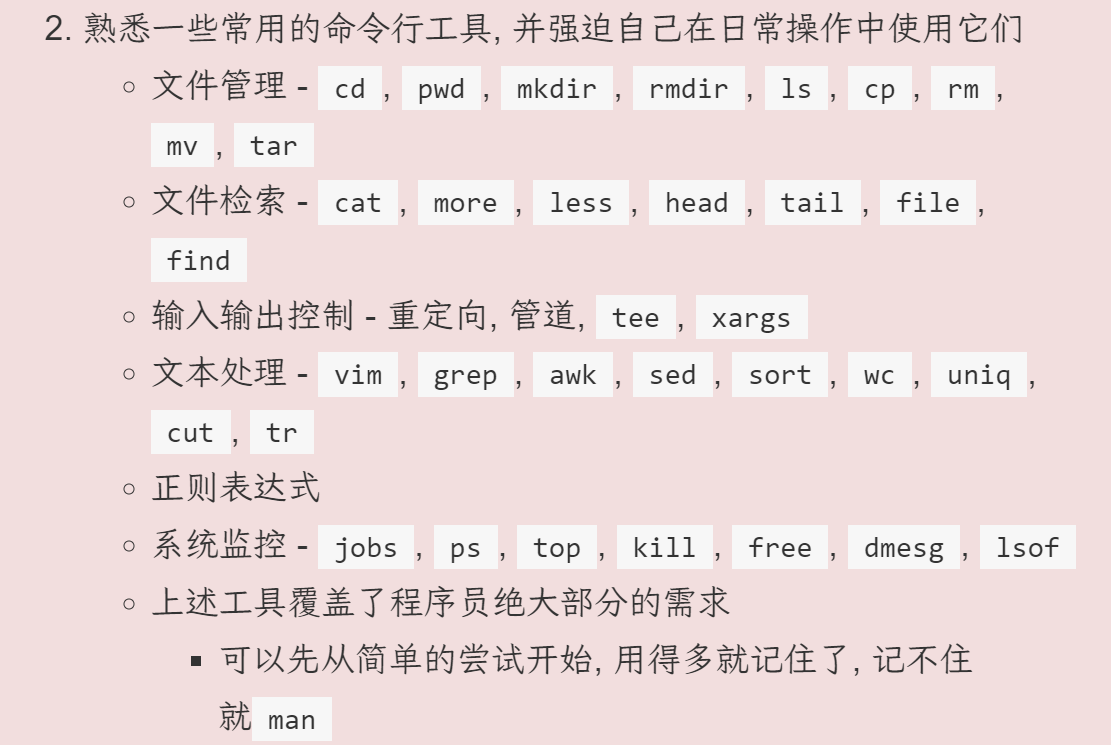 2. 熟悉一些常用的命令行工具, 并强迫自己在日常操作中使用它们
文件管理 - cd , pwd , mkdir , rmdir , ls , cp , rm ,
mv , tar
文件检索 - cat , more , less , head , tail , file ,
find
输入输出控制 - 重定向, 管道, tee , xargs
文本处理 - vim , grep , awk , sed , sort , wc , uniq ,
cut , tr
正则表达式
系统监控 - jobs , ps , top , kill , free , dmesg , lsof
上述工具覆盖了程序员绝大部分的需求
可以先从简单的尝试开始, 用得多就记住了, 记不住
就 man